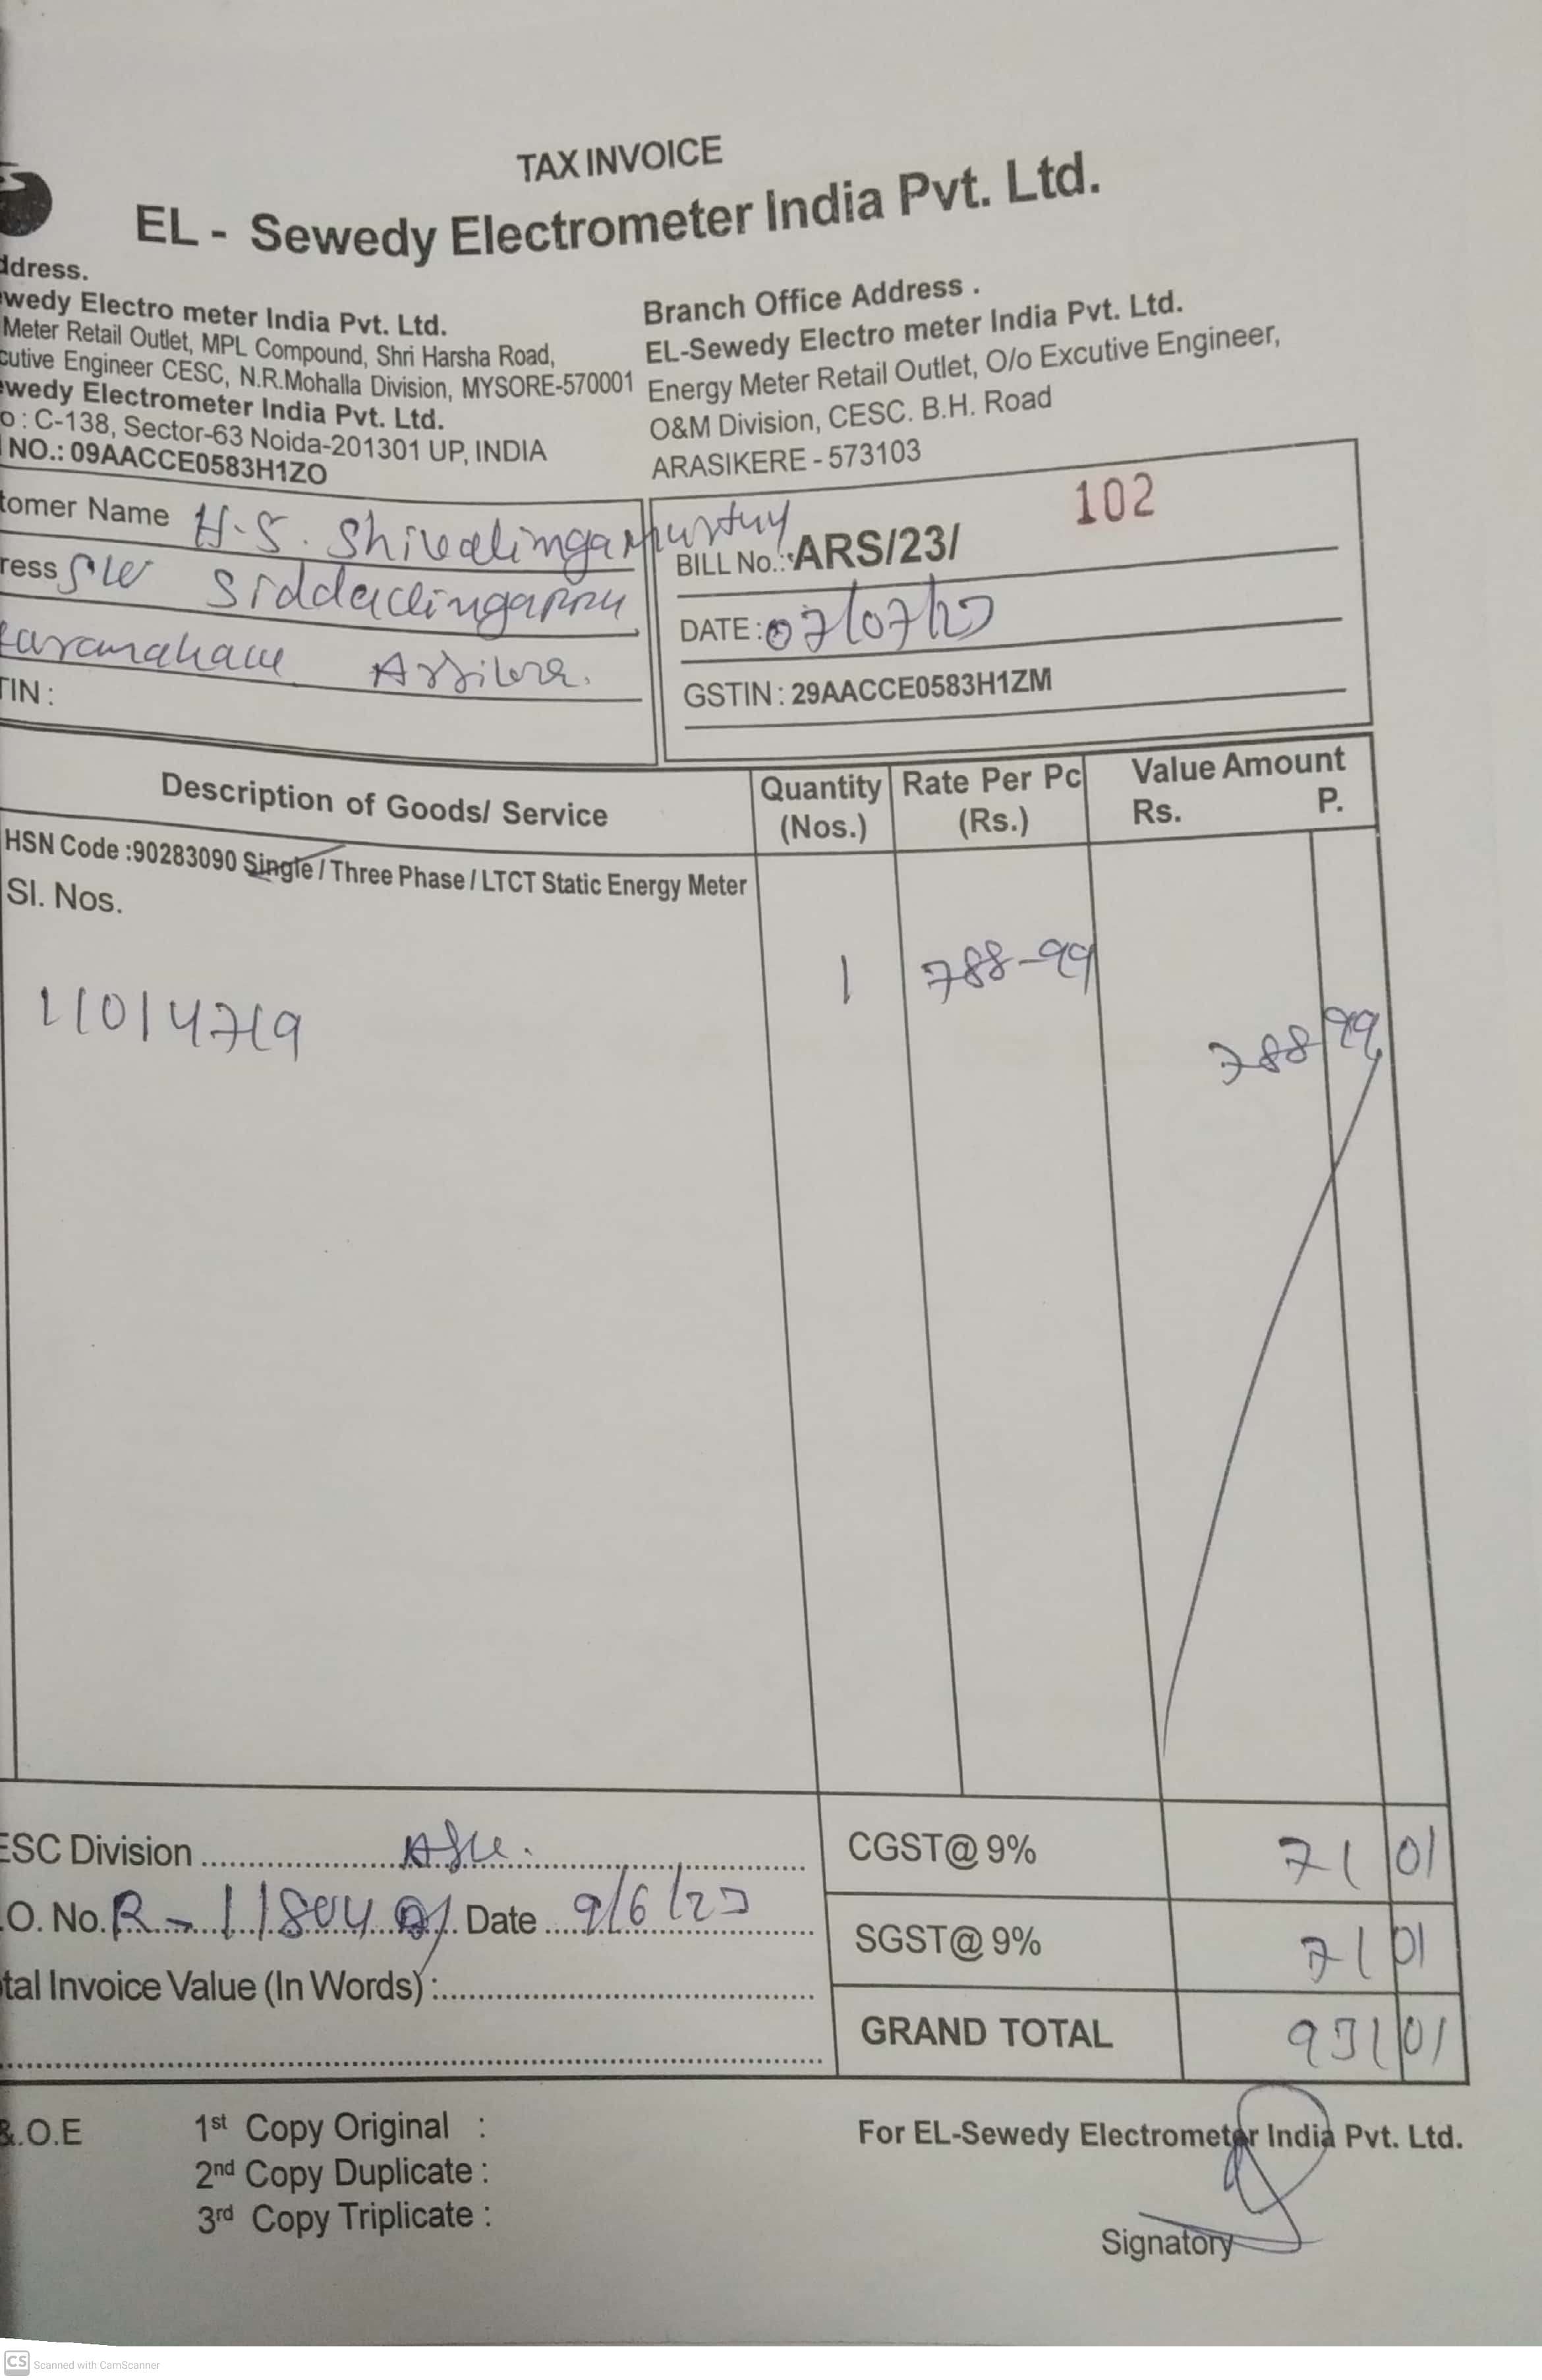 TAX INVOICE
EL - Sewedy Electrometer India Pvt. Ltd.
ddress.
wedy Electro meter India Pvt. Ltd.
Meter Retail Outlet, MPL Compound, Shri Harsha Road,
cutive Engineer CESC, N.R.Mohalla Division, MYSORE-570001
wedy Electrometer India Pvt. Ltd.
o : C-138, Sector-63 Noida-201301 UP, INDIA
NO.: 09AACCE0583H1ZO
Branch Office Address .
EL-Sewedy Electro meter India Pvt. Ltd.
Energy Meter Retail Outlet, O/o Excutive Engineer,
O&M Division, CESC. B.H. Road
ARASIKERE - 573103
tomer Name H.S. Shivalingamurthy
ress S/o Siddalingappa
TIN :
102
BILL No.: ARS/23/
DATE : 07/07/23
GSTIN : 29AACCE0583H1ZM
Description of Goods/ Service Quantity (Nos.) Rate Per Pc (Rs.) Value Amount Rs. P.
HSN Code :90283090 Single / Three Phase / LTCT Static Energy Meter
Sl. Nos.
1 788-99
11014719 788 99
ESC Division
CGST@ 9% 71 01
.O. No. Date 9/6/23
SGST@ 9% 71 01
tal Invoice Value (In Words) :
GRAND TOTAL 931 01
&.O.E
1st Copy Original :
2nd Copy Duplicate :
3rd Copy Triplicate :
For EL-Sewedy Electrometer India Pvt. Ltd.
Signatory
CS Scanned with CamScanner